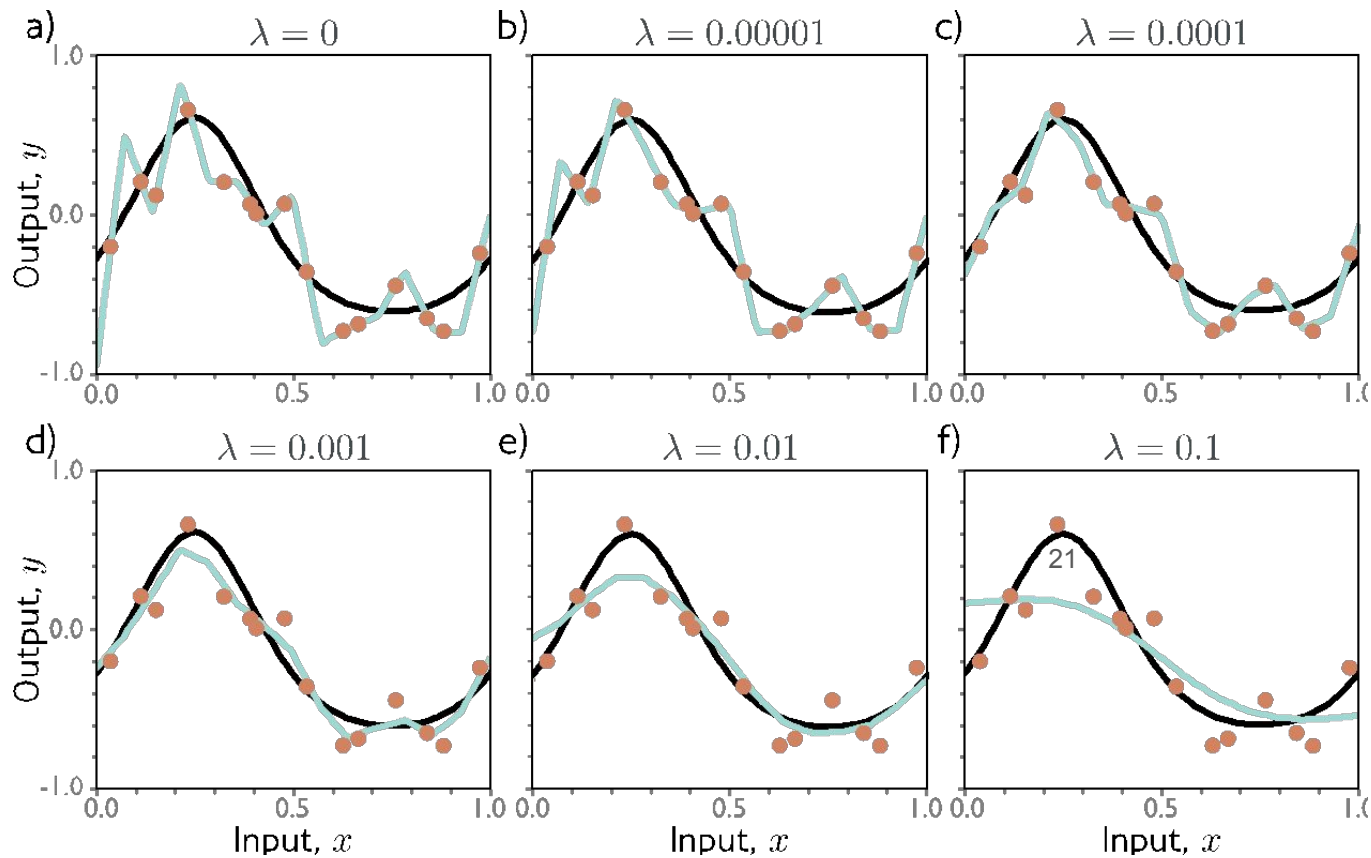 a) λ = 0
b) λ = 0.00001
c) λ = 0.0001
1.0
0.0
-1.0
Output, y
0.0 0.5 1.0
0.0 0.5 1.0
0.0 0.5 1.0
d) λ = 0.001
e) λ = 0.01
f) λ = 0.1
1.0
0.0
-1.0
Output, y
21
0.0 0.5 1.0
0.0 0.5 1.0
0.0 0.5 1.0
Input, x
Input, x
Input, x